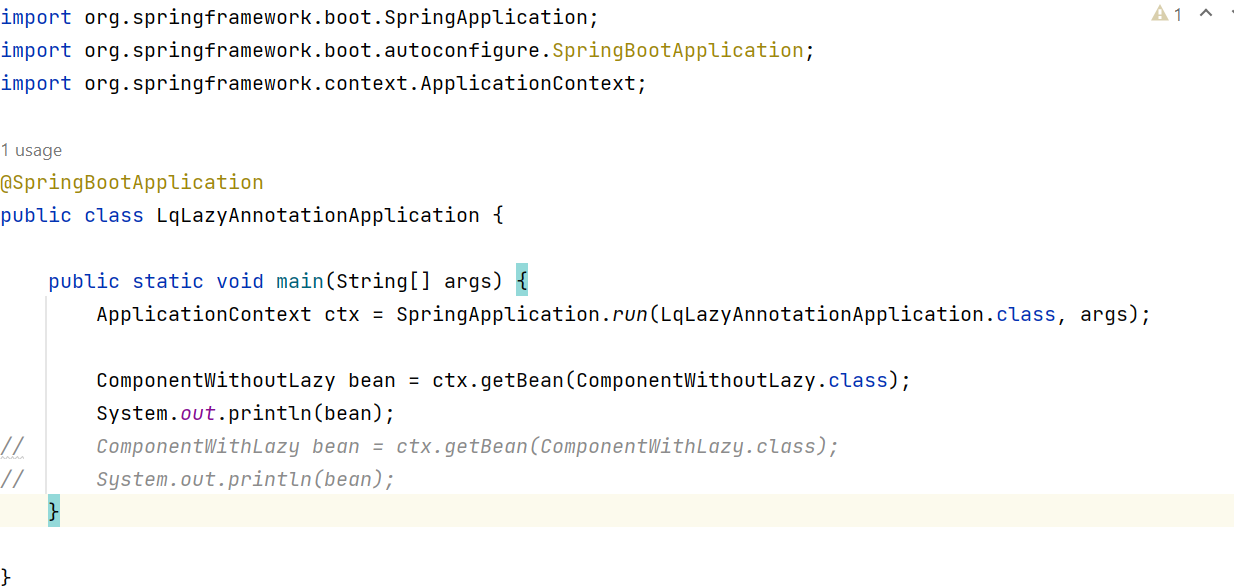 import org.springframework.boot.SpringApplication;
1
import org.springframework.boot.autoconfigure.SpringBootApplication;
import org.springframework.context.ApplicationContext;
1 usage
@SpringBootApplication
public class LqLazyAnnotationApplication {
public static void main(String[] args) {
ApplicationContext ctx = SpringApplication.run(LqLazyAnnotationApplication.class, args);
ComponentWithoutLazy bean = ctx.getBean(ComponentWithoutLazy.class);
System.out.println(bean);
// ComponentWithLazy bean = ctx.getBean(ComponentWithLazy.class);
// System.out.println(bean);
}
}